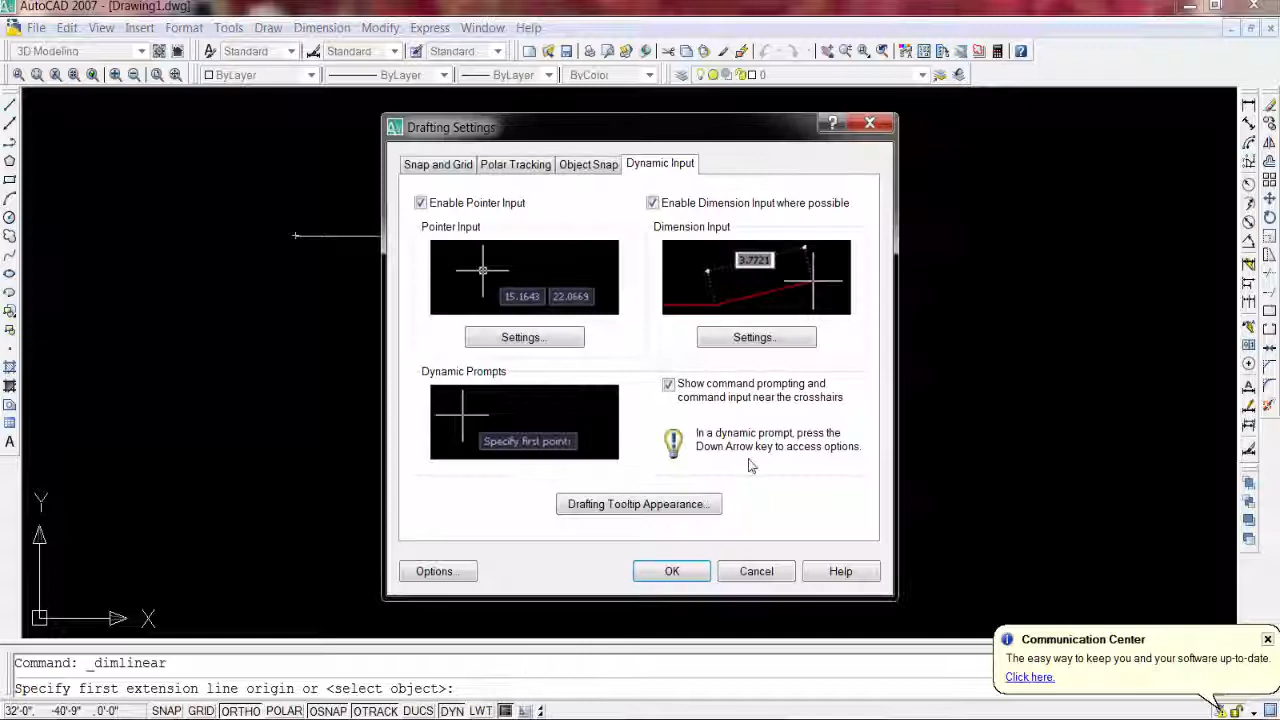 AutoCAD 2007 - [Drawing1.dwg]
File Edit View Insert Format Tools Draw Dimension Modify Express Window Help
3D Modeling Standard Standard Standard
ByLayer ByLayer ByLayer ByColor 0
Drafting Settings
Snap and Grid Polar Tracking Object Snap Dynamic Input
Enable Pointer Input Enable Dimension Input where possible
Pointer Input Dimension Input
3.7721
15.1643 22.0669
Settings... Settings...
Dynamic Prompts
Show command prompting and
command input near the crosshairs
Specify first point:
In a dynamic prompt, press the
Down Arrow key to access options.
Drafting Tooltip Appearance...
Options... OK Cancel Help
Y
X
Communication Center
The easy way to keep you and your software up-to-date.
Click here.
Command: _dimlinear
Specify first extension line origin or <select object>:
32'-0", -40'-9", 0'-0" SNAP GRID ORTHO POLAR OSNAP OTRACK DUCS DYN LWT